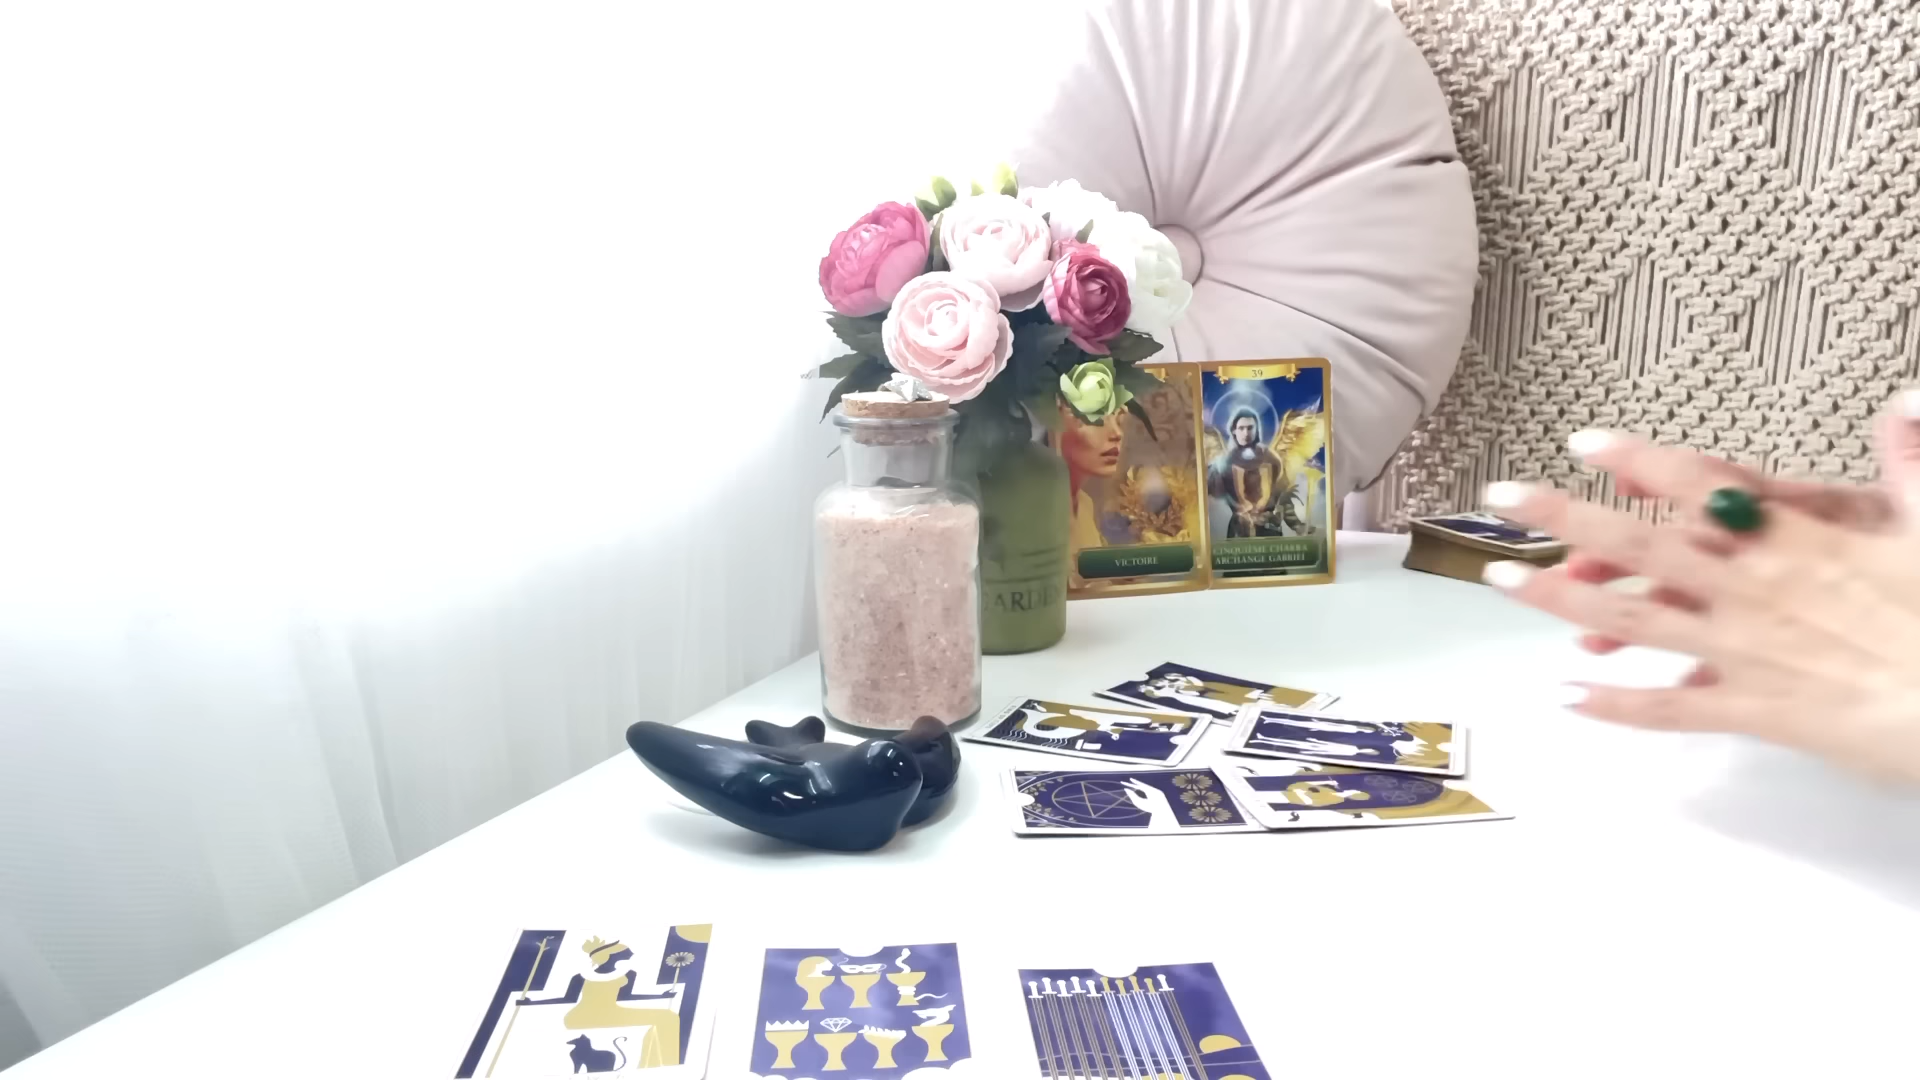 39
VICTOIRE
CINQUIÈME CHAKRA
ARCHANGE GABRIEL
GARDEN